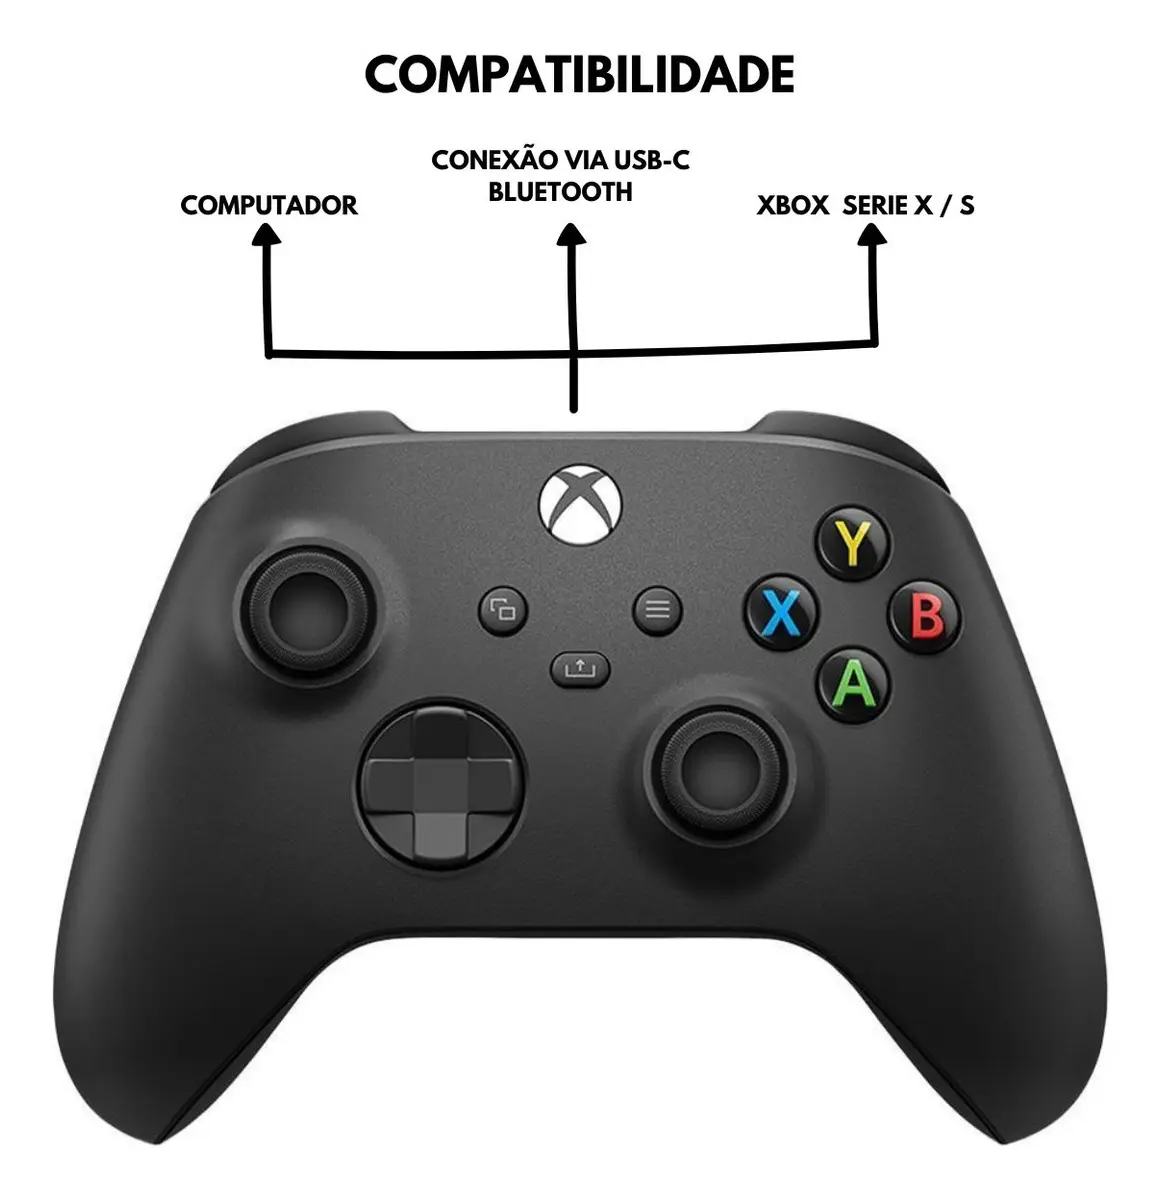 COMPATIBILIDADE
CONEXÃO VIA USB-C
BLUETOOTH
COMPUTADOR
XBOX SERIE X / S
Y
X
B
A